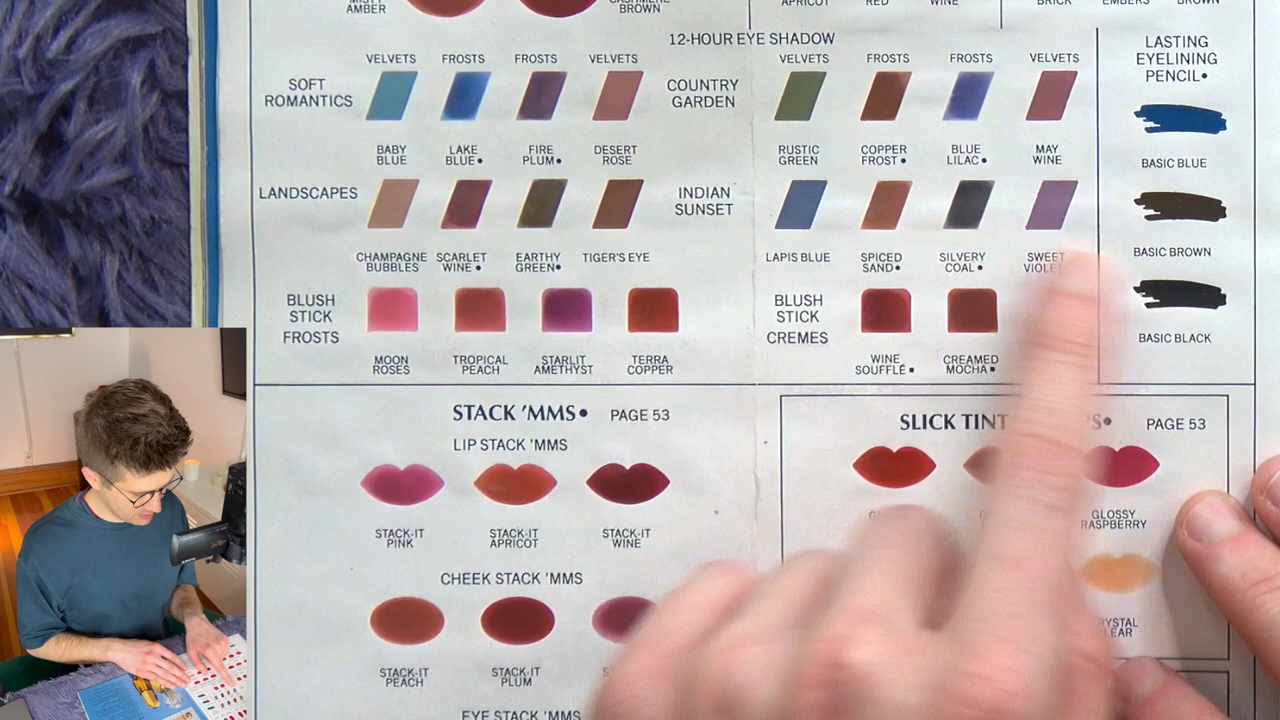 MISTY
AMBER
CASHMERE
BROWN
APRICOT
RED
WINE
BRICK
EMBERS
BROWN
12-HOUR EYE SHADOW
VELVETS FROSTS FROSTS VELVETS
SOFT
ROMANTICS
BABY
BLUE
LAKE
BLUE•
FIRE
PLUM•
DESERT
ROSE
LANDSCAPES
CHAMPAGNE
BUBBLES
SCARLET
WINE•
EARTHY
GREEN•
TIGER'S EYE
BLUSH
STICK
FROSTS
MOON
ROSES
TROPICAL
PEACH
STARLIT
AMETHYST
TERRA
COPPER
VELVETS FROSTS FROSTS VELVETS
COUNTRY
GARDEN
RUSTIC
GREEN
COPPER
FROST•
BLUE
LILAC•
MAY
WINE
INDIAN
SUNSET
LAPIS BLUE
SPICED
SAND•
SILVERY
COAL•
SWEET
VIOLET
BLUSH
STICK
CREMES
WINE
SOUFFLÉ▪
CREAMED
MOCHA▪
LASTING
EYELINING
PENCIL•
BASIC BLUE
BASIC BROWN
BASIC BLACK
STACK 'MMS• PAGE 53
LIP STACK 'MMS
STACK-IT
PINK
STACK-IT
APRICOT
STACK-IT
WINE
CHEEK STACK 'MMS
STACK-IT
PEACH
STACK-IT
PLUM
EYE STACK 'MMS
SLICK TINT PAGE 53
GLOSSY
RASPBERRY